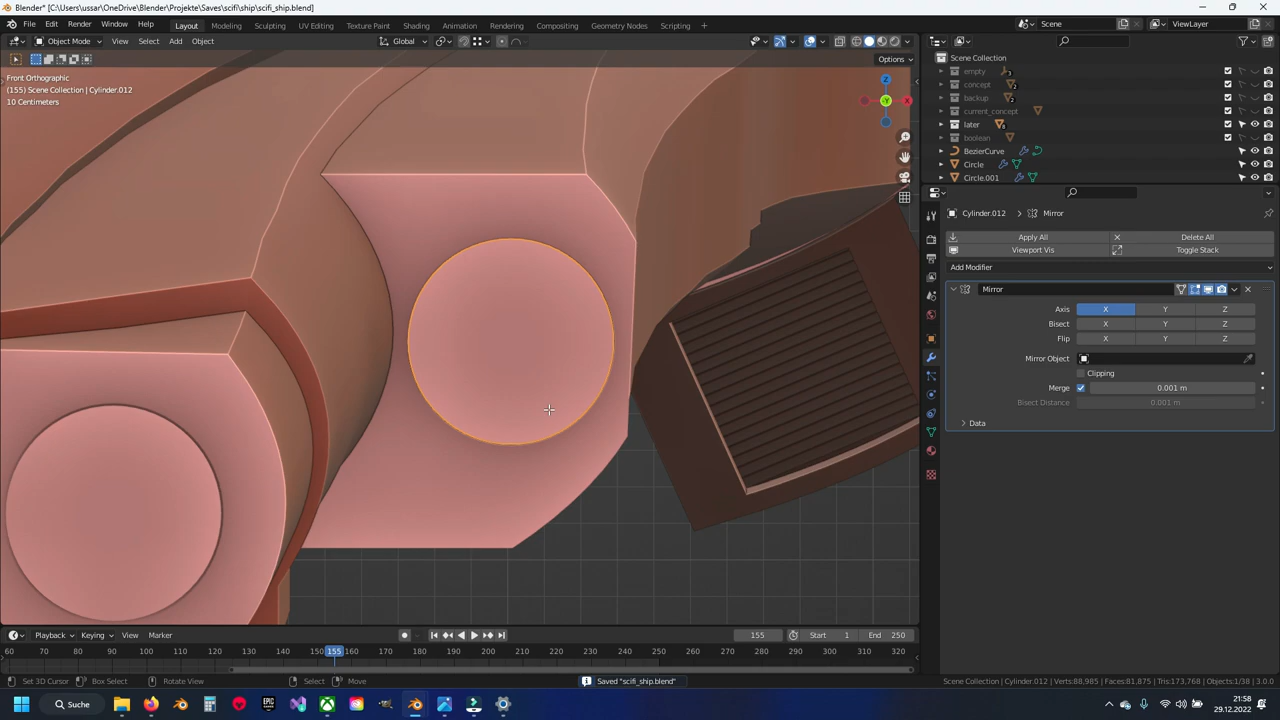 Blender* [C:\Users\ussar\OneDrive\Blender\Projekte\Saves\scifi\ship\scifi_ship.blend]
File Edit Render Window Help Layout Modeling Sculpting UV Editing Texture Paint Shading Animation Rendering Compositing Geometry Nodes Scripting + Scene ViewLayer
Object Mode View Select Add Object Global
Options
Front Orthographic
(155) Scene Collection | Cylinder.012
10 Centimeters
Z
-Y
X
Scene Collection
empty 3
concept 2
backup 2
current_concept
later 8
boolean
BezierCurve
Circle
Circle.001
Cylinder.012 > Mirror
Apply All Delete All
Viewport Vis Toggle Stack
Add Modifier
Mirror
Axis X Y Z
Bisect X Y Z
Flip X Y Z
Mirror Object
Clipping
Merge 0.001 m
Bisect Distance 0.001 m
Data
Playback Keying View Marker 155 Start 1 End 250
60 70 80 90 100 110 120 130 140 150 155 160 170 180 190 200 210 220 230 240 250 260 270 280 290 300 310 320
Set 3D Cursor Box Select Rotate View Select Move Saved "scifi_ship.blend" Scene Collection | Cylinder.012 | Verts:88,985 | Faces:81,875 | Tris:173,768 | Objects:1/38 | 3.0.0
Suche EPIC GAMES
21:58
29.12.2022